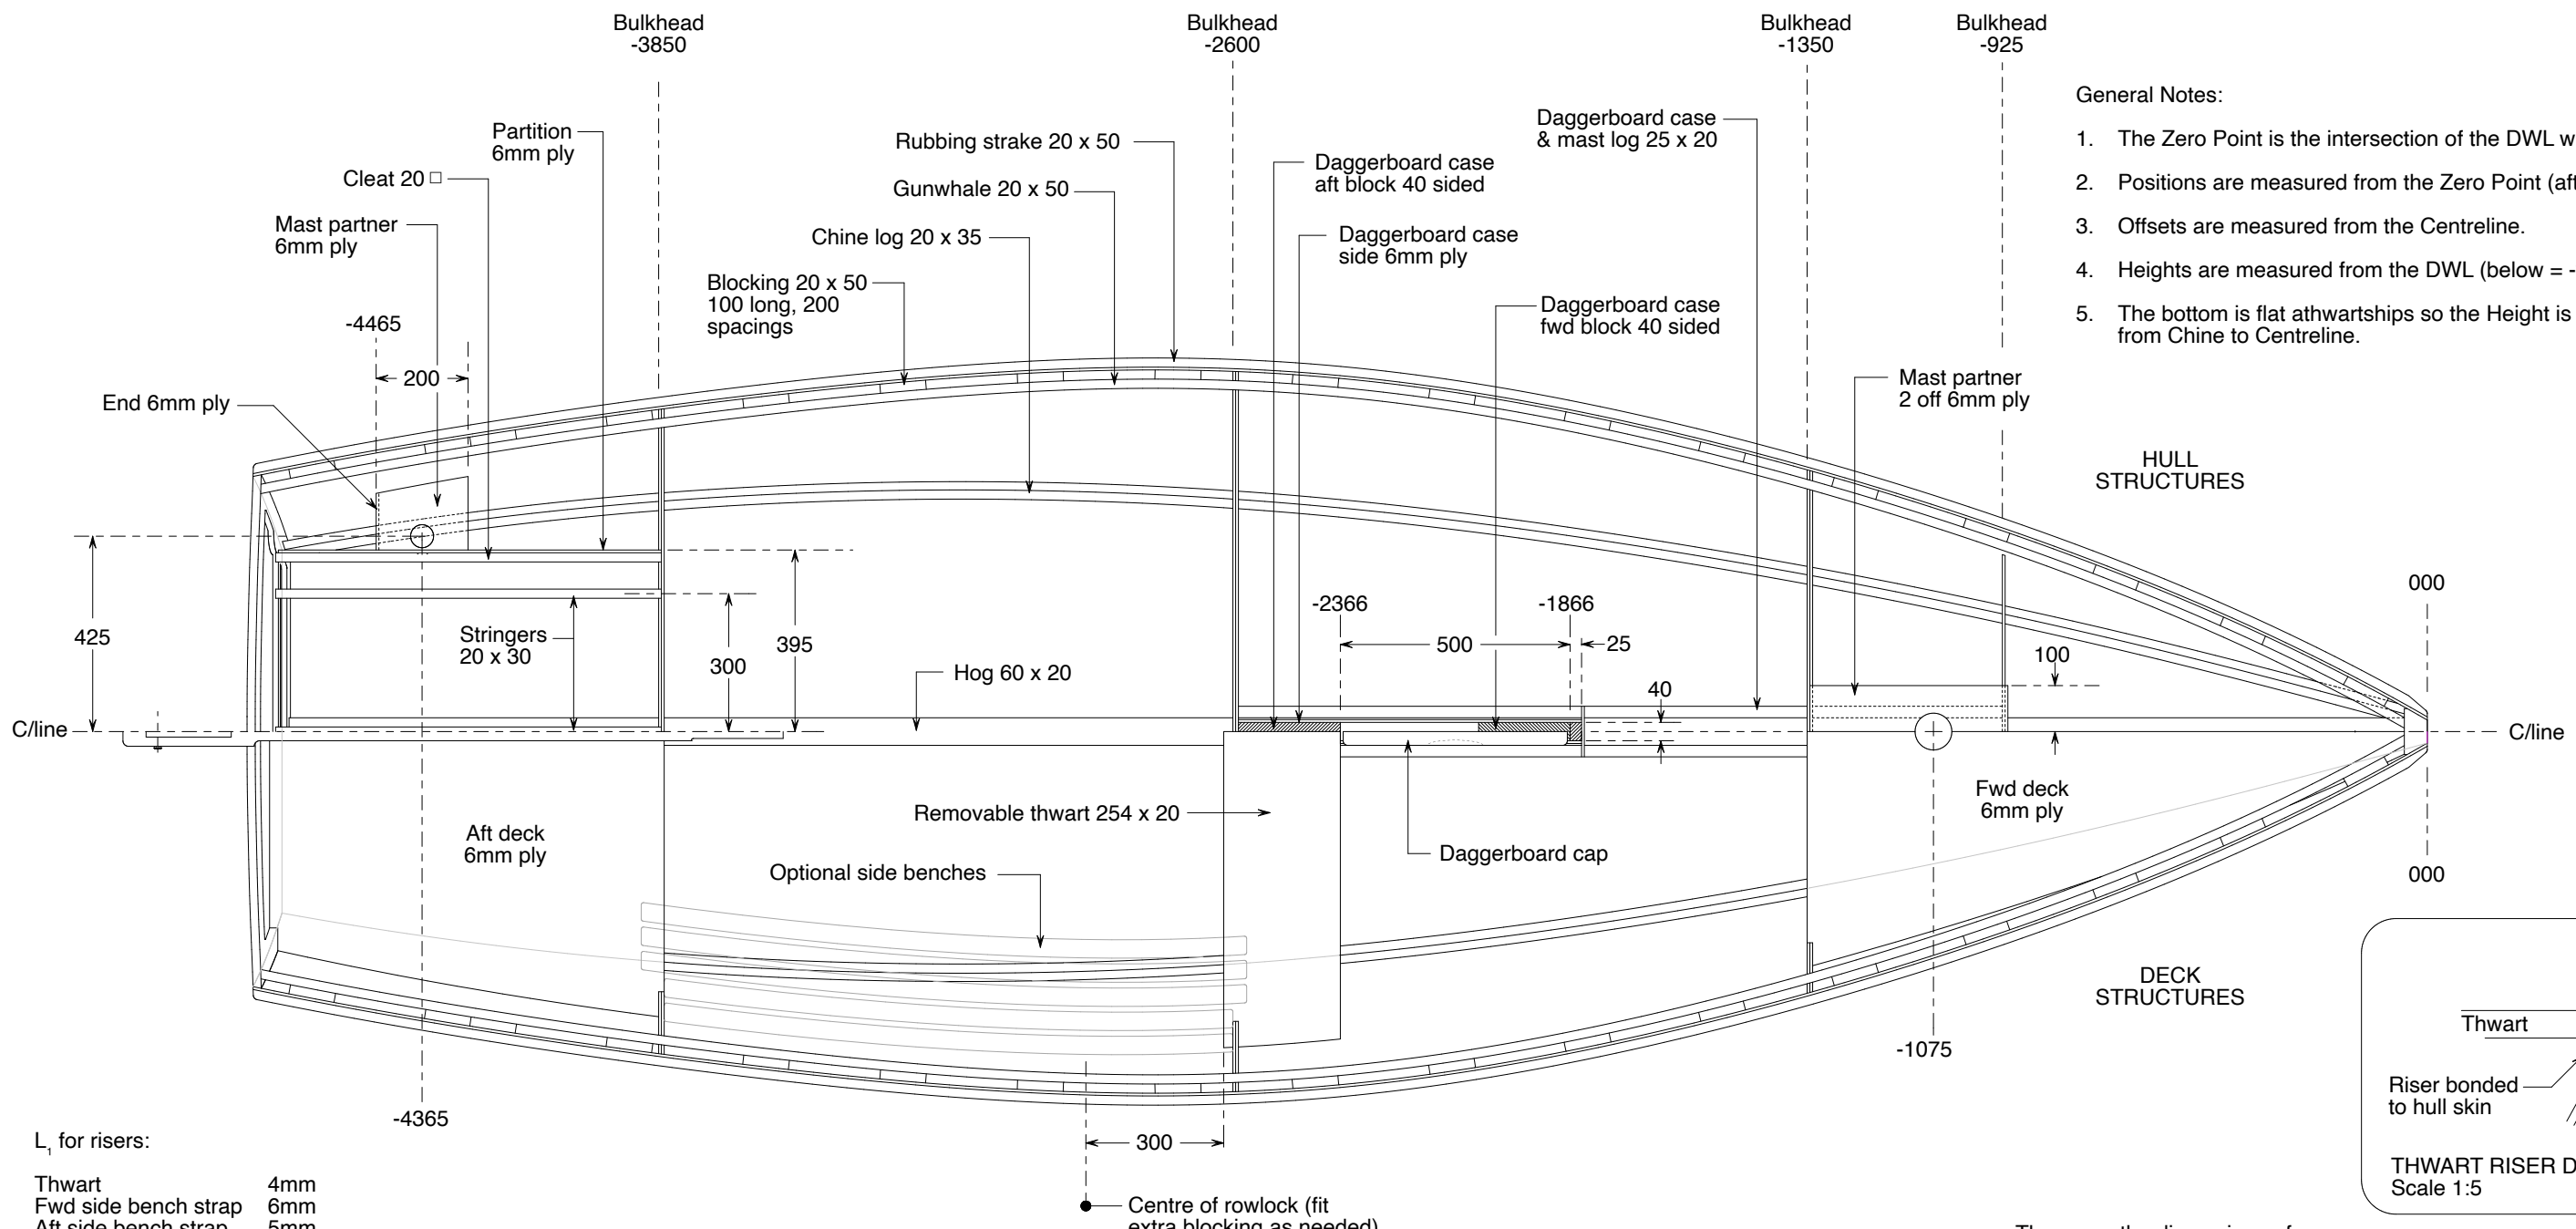 Bulkhead
-3850
Bulkhead
-2600
Bulkhead
-1350
Bulkhead
-925
General Notes:
1. The Zero Point is the intersection of the DWL w
2. Positions are measured from the Zero Point (aft
3. Offsets are measured from the Centreline.
4. Heights are measured from the DWL (below = -
5. The bottom is flat athwartships so the Height is
from Chine to Centreline.
Partition
6mm ply
Cleat 20 □
Mast partner
6mm ply
-4465
200
End 6mm ply
Rubbing strake 20 x 50
Gunwhale 20 x 50
Chine log 20 x 35
Blocking 20 x 50
100 long, 200
spacings
Daggerboard case
aft block 40 sided
Daggerboard case
side 6mm ply
Daggerboard case
& mast log 25 x 20
Daggerboard case
fwd block 40 sided
Mast partner
2 off 6mm ply
HULL
STRUCTURES
425
Stringers
20 x 30
300
395
Hog 60 x 20
-2366
-1866
500
25
40
100
000
C/line
C/line
Aft deck
6mm ply
Removable thwart 254 x 20
Optional side benches
Daggerboard cap
Fwd deck
6mm ply
000
DECK
STRUCTURES
-4365
-1075
300
Centre of rowlock (fit
extra blocking as needed)
L1 for risers:
Thwart 4mm
Fwd side bench strap 6mm
Aft side bench strap 5mm
Thwart
Riser bonded
to hull skin
THWART RISER D
Scale 1:5